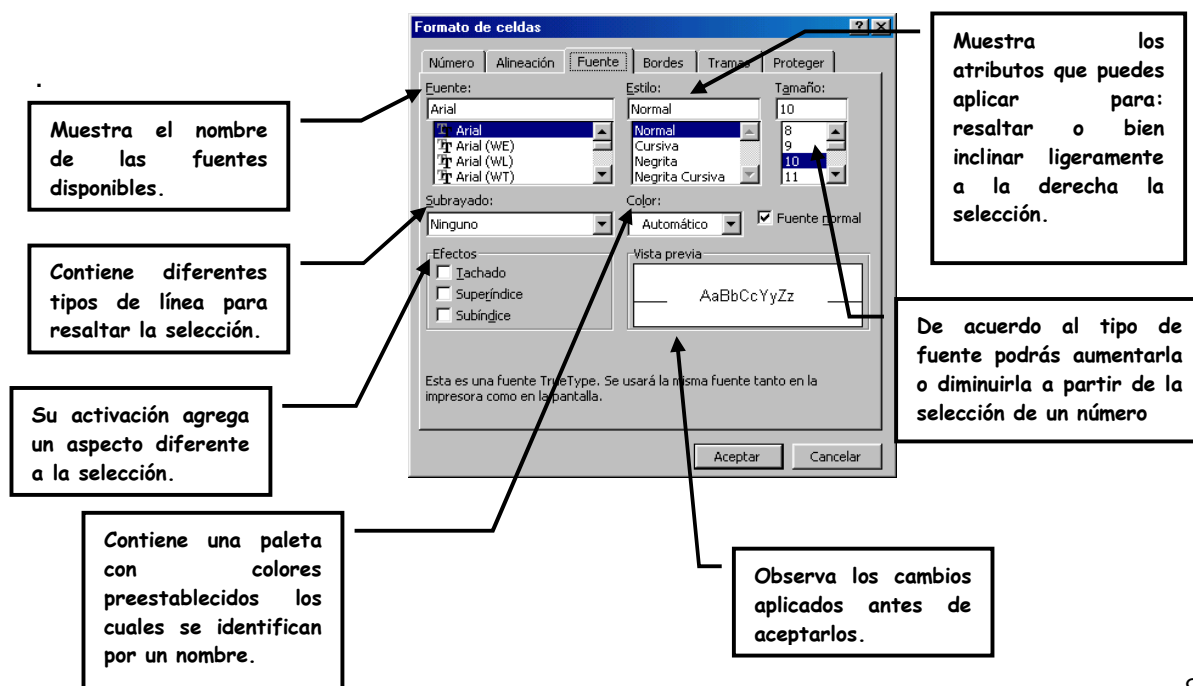 Formato de celdas
Número Alineación Fuente Bordes Tramas Proteger
Fuente:
Arial
Arial
Arial (WE)
Arial (WL)
Arial (WT)
Estilo:
Normal
Normal
Cursiva
Negrita
Negrita Cursiva
Tamaño:
10
8
9
10
11
Subrayado:
Ninguno
Color:
Automático
Fuente normal
Efectos
Tachado
Superíndice
Subíndice
Vista previa
AaBbCcYyZz
Esta es una fuente TrueType. Se usará la misma fuente tanto en la
impresora como en la pantalla.
Aceptar Cancelar
.
Muestra el nombre
de las fuentes
disponibles.
Contiene diferentes
tipos de línea para
resaltar la selección.
Su activación agrega
un aspecto diferente
a la selección.
Contiene una paleta
con colores
preestablecidos los
cuales se identifican
por un nombre.
Muestra los
atributos que puedes
aplicar para:
resaltar o bien
inclinar ligeramente
a la derecha la
selección.
De acuerdo al tipo de
fuente podrás aumentarla
o diminuirla a partir de la
selección de un número
Observa los cambios
aplicados antes de
aceptarlos.